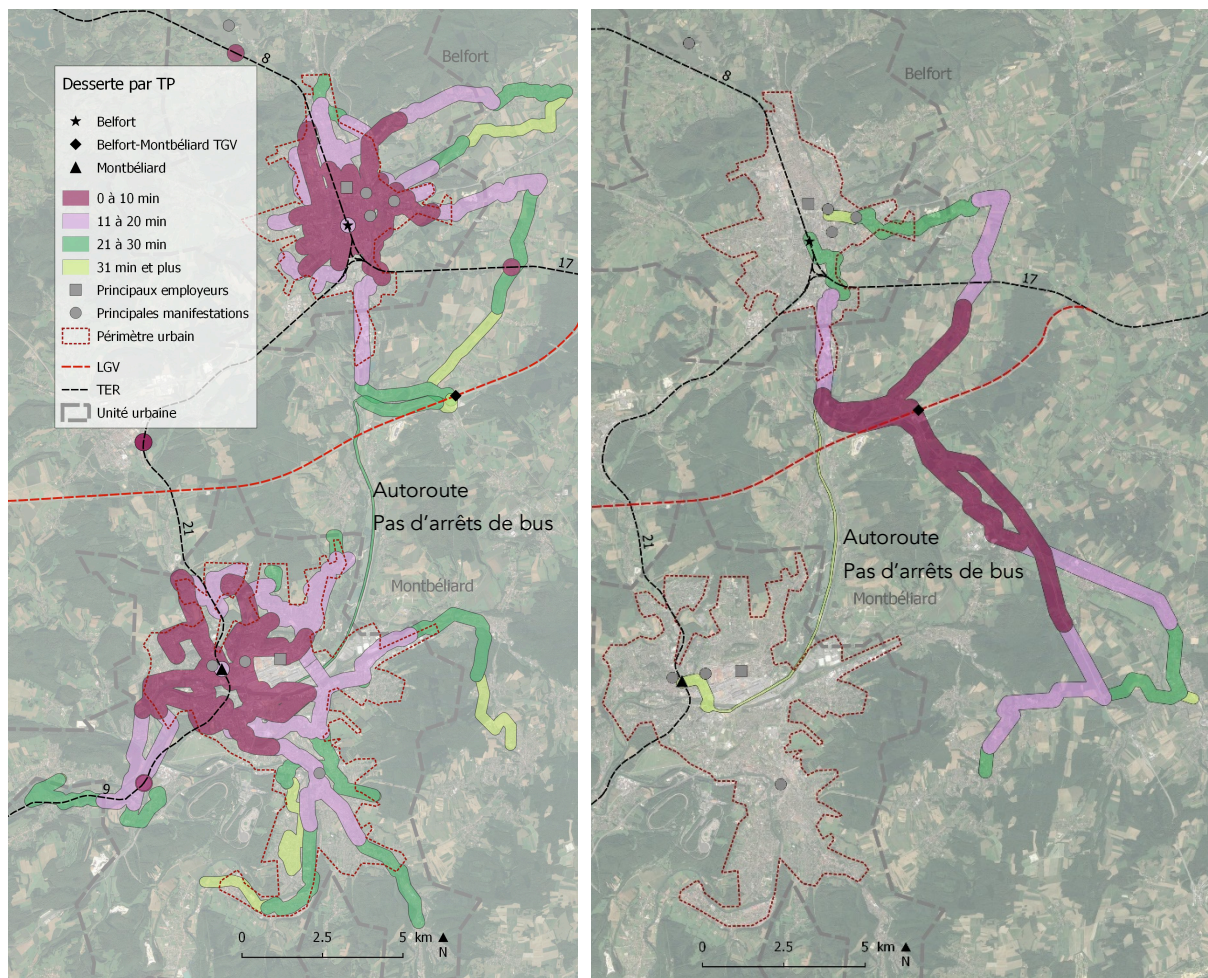 8
Belfort
Desserte par TP
Belfort
Belfort-Montbéliard TGV
Montbéliard
0 à 10 min
11 à 20 min
21 à 30 min
31 min et plus
Principaux employeurs
Principales manifestations
Périmètre urbain
LGV
TER
Unité urbaine
17
Autoroute
Pas d'arrêts de bus
21
Montbéliard
9
0 2.5 5 km
N
8
Belfort
17
Autoroute
Pas d'arrêts de bus
21
Montbéliard
0 2.5 5 km
N